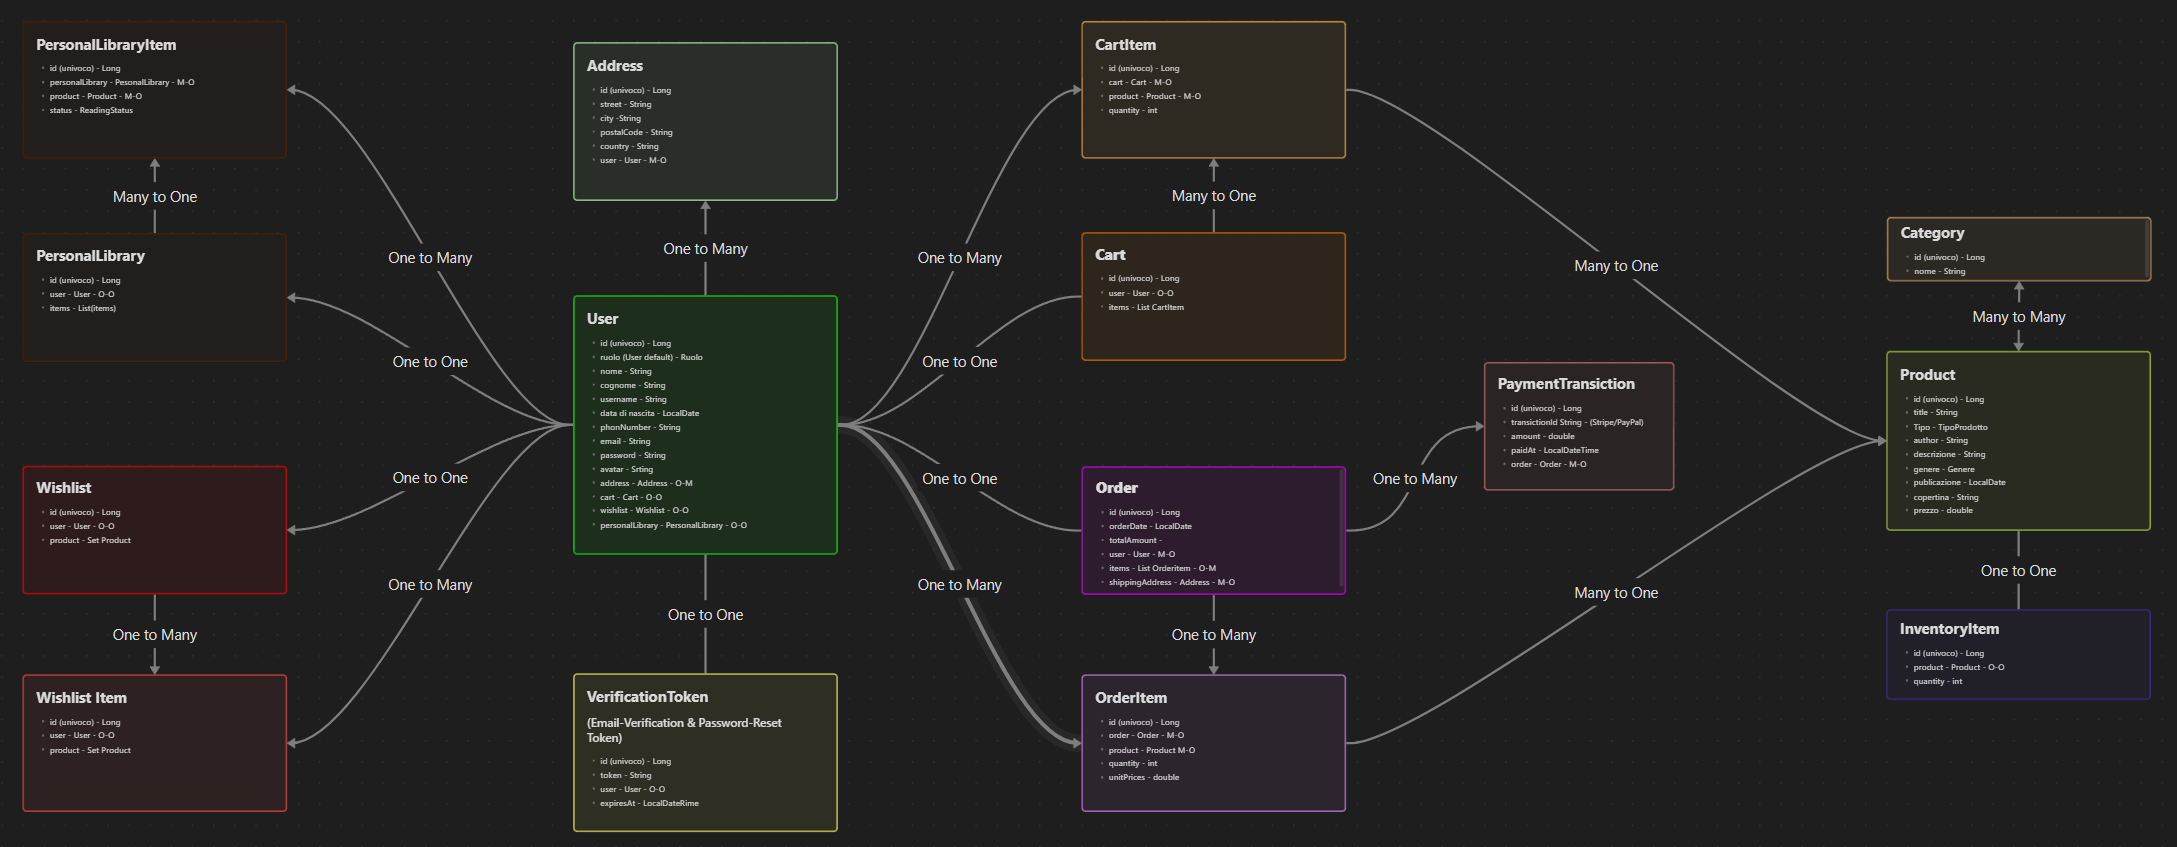 PersonalLibraryItem
id (univoco) - Long
personalLibrary - PesonalLibrary - M-O
product - Product - M-O
status - ReadingStatus
Many to One
PersonalLibrary
id (univoco) - Long
user - User - O-O
items - List(items)
Wishlist
id (univoco) - Long
user - User - O-O
product - Set Product
One to Many
Wishlist Item
id (univoco) - Long
user - User - O-O
product - Set Product
One to Many
One to One
One to One
One to Many
Address
id (univoco) - Long
street - String
city -String
postalCode - String
country - String
user - User - M-O
One to Many
User
id (univoco) - Long
ruolo (User default) - Ruolo
nome - String
cognome - String
username - String
data di nascita - LocalDate
phonNumber - String
email - String
password - String
avatar - Srting
address - Address - O-M
cart - Cart - O-O
wishlist - Wishlist - O-O
personalLibrary - PersonalLibrary - O-O
One to One
VerificationToken
(Email-Verification & Password-Reset
Token)
id (univoco) - Long
token - String
user - User - O-O
expiresAt - LocalDateRime
One to Many
One to One
One to One
One to Many
CartItem
id (univoco) - Long
cart - Cart - M-O
product - Product - M-O
quantity - int
Many to One
Cart
id (univoco) - Long
user - User - O-O
items - List CartItem
Order
id (univoco) - Long
orderDate - LocalDate
totalAmount -
user - User - M-O
items - List Orderitem - O-M
shippingAddress - Address - M-O
One to Many
OrderItem
id (univoco) - Long
order - Order - M-O
product - Product M-O
quantity - int
unitPrices - double
One to Many
PaymentTransiction
id (univoco) - Long
transictionId String - (Stripe/PayPal)
amount - double
paidAt - LocalDateTime
order - Order - M-O
Many to One
Many to One
Category
id (univoco) - Long
nome - String
Many to Many
Product
id (univoco) - Long
title - String
Tipo - TipoProdotto
author - String
descrizione - String
genere - Genere
publicazione - LocalDate
copertina - String
prezzo - double
One to One
InventoryItem
id (univoco) - Long
product - Product - O-O
quantity - int